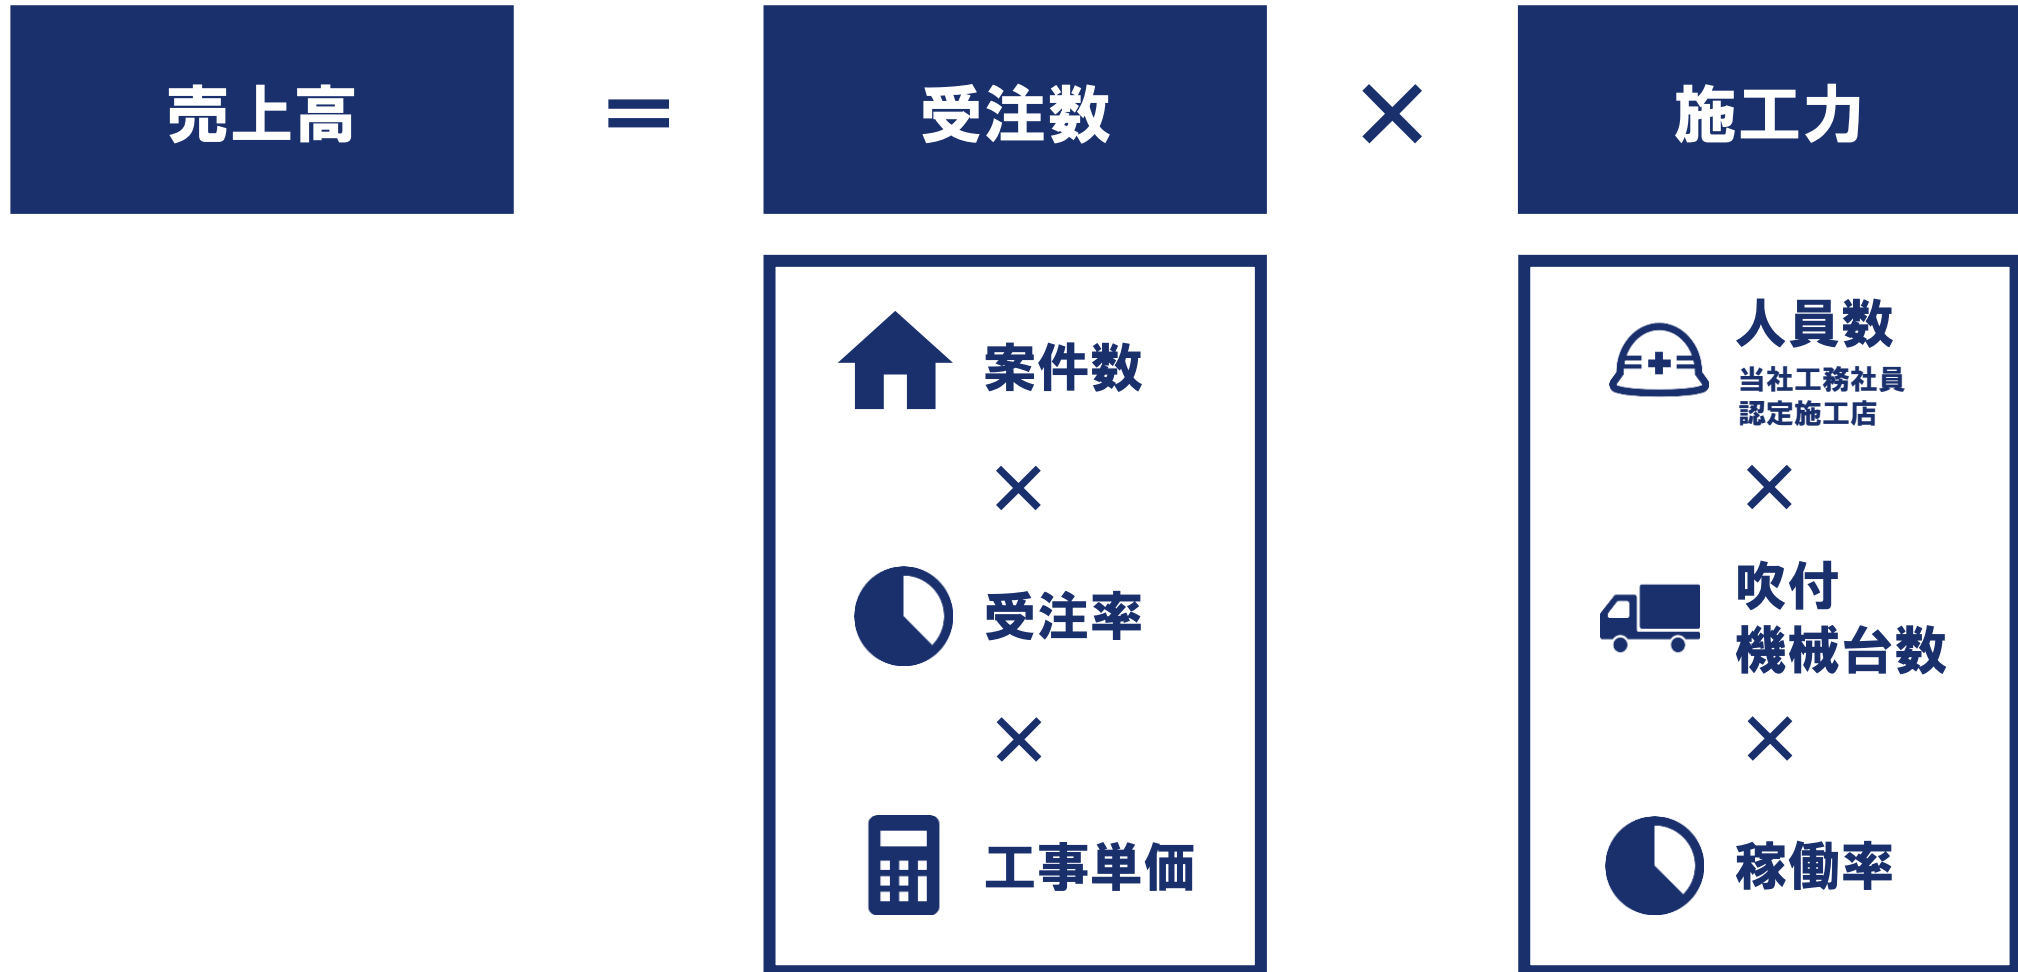 売上高
=
受注数
×
施工力
案件数
×
受注率
×
工事単価
人員数
当社工務社員
認定施工店
×
吹付
機械台数
×
稼働率